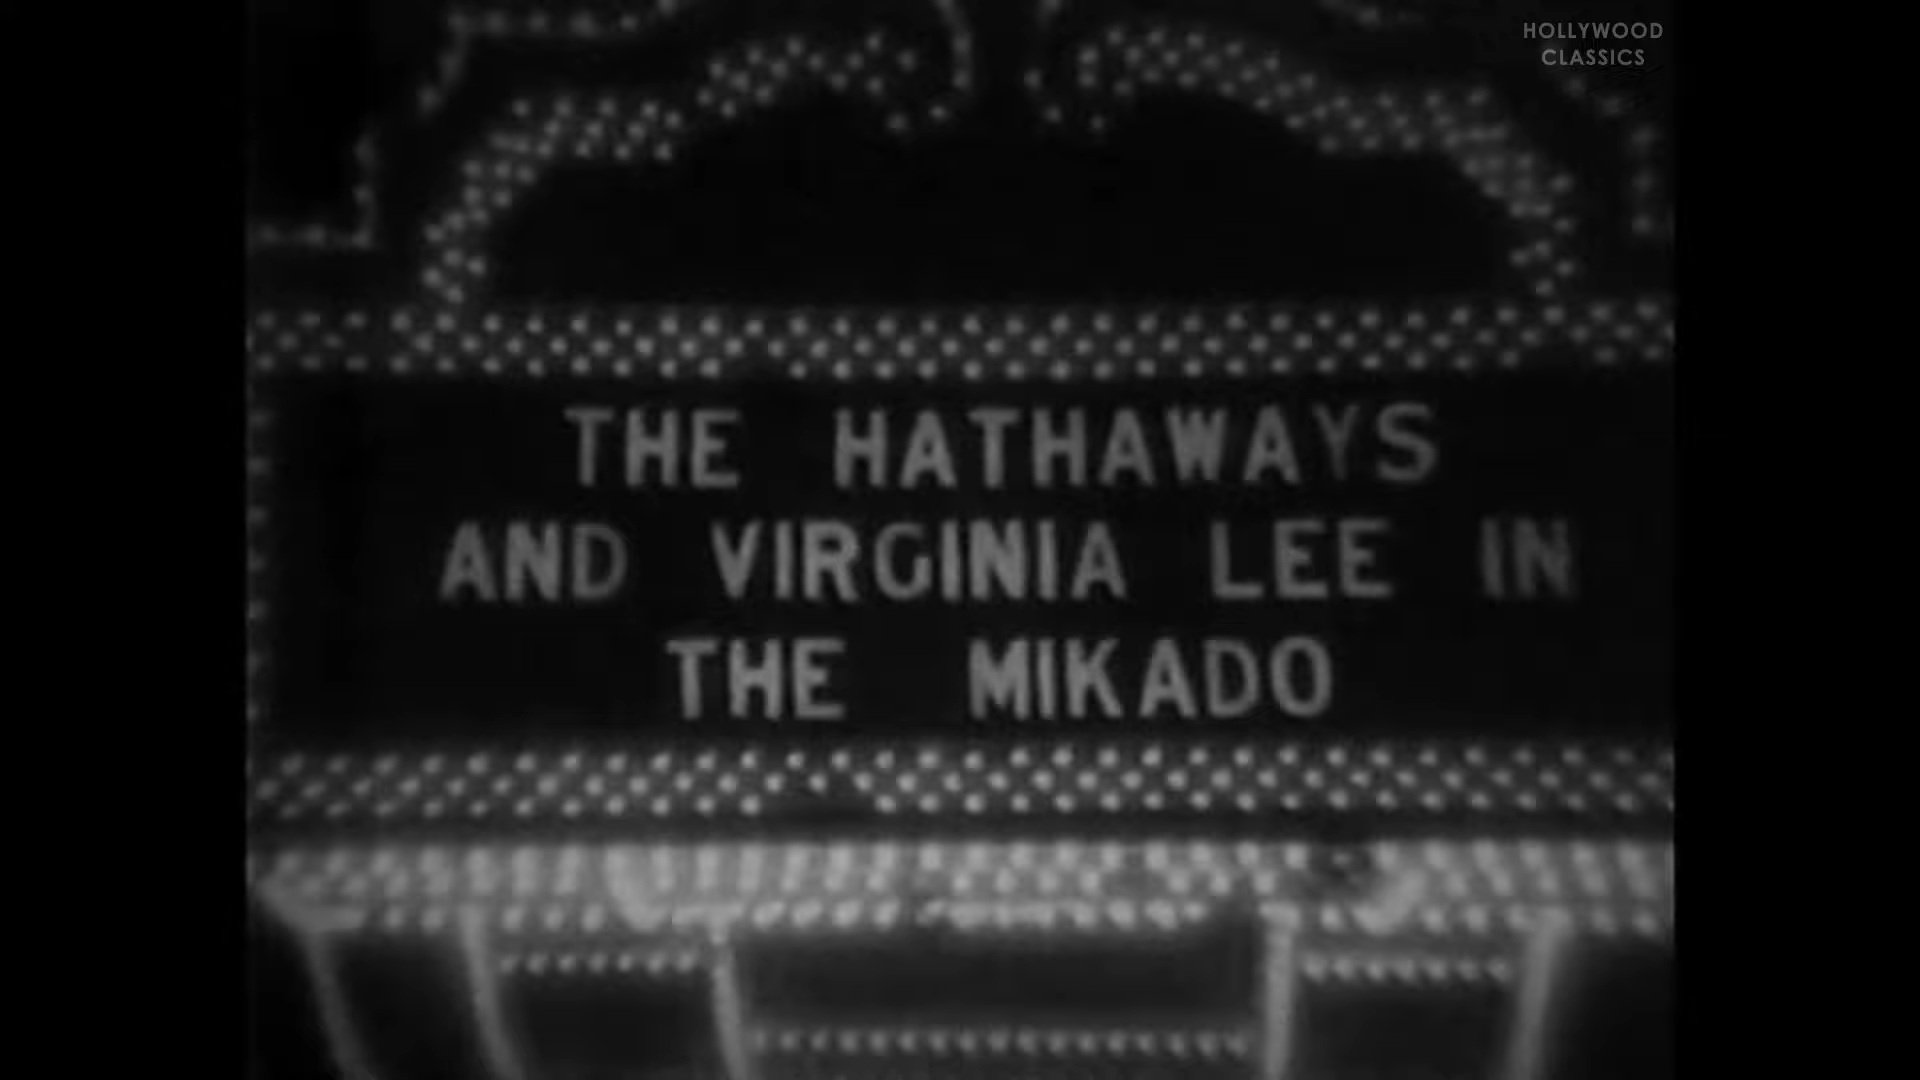 HOLLYWOOD
CLASSICS
THE HATHAWAYS
AND VIRGINIA LEE IN
THE MIKADO